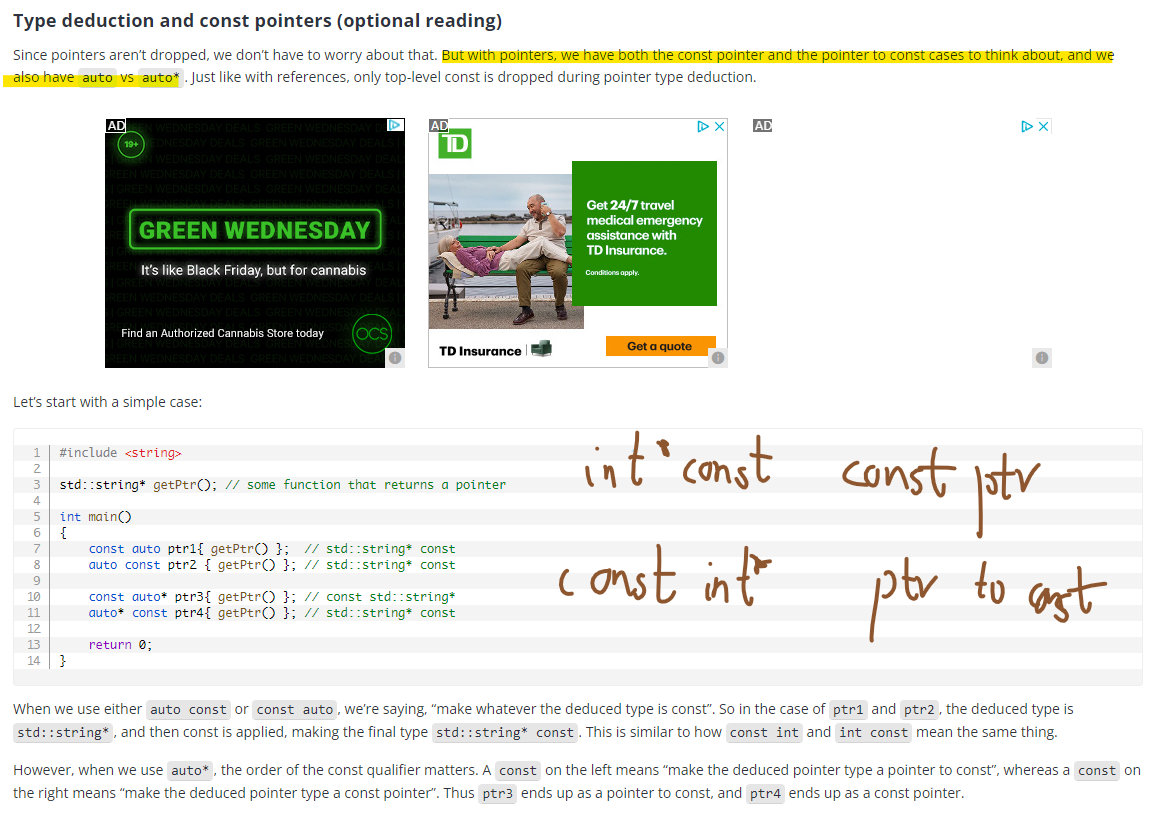 Type deduction and const pointers (optional reading)
Since pointers aren’t dropped, we don’t have to worry about that. But with pointers, we have both the const pointer and the pointer to const cases to think about, and we
also have auto vs auto* . Just like with references, only top-level const is dropped during pointer type deduction.
AD
19+
GREEN WEDNESDAY
It’s like Black Friday, but for cannabis
Find an Authorized Cannabis Store today
OCS
AD
TD
Get 24/7 travel
medical emergency
assistance with
TD Insurance.
Conditions apply.
TD Insurance
Get a quote
AD
Let’s start with a simple case:
1 #include <string>
2
3 std::string* getPtr(); // some function that returns a pointer
4
5 int main()
6 {
7 const auto ptr1{ getPtr() }; // std::string* const
8 auto const ptr2 { getPtr() }; // std::string* const
9
10 const auto* ptr3{ getPtr() }; // const std::string*
11 auto* const ptr4{ getPtr() }; // std::string* const
12
13 return 0;
14 }
int* const const ptr
const int* ptr to const
When we use either auto const or const auto , we’re saying, “make whatever the deduced type is const”. So in the case of ptr1 and ptr2 , the deduced type is
std::string* , and then const is applied, making the final type std::string* const . This is similar to how const int and int const mean the same thing.
However, when we use auto* , the order of the const qualifier matters. A const on the left means “make the deduced pointer type a pointer to const”, whereas a const on
the right means “make the deduced pointer type a const pointer”. Thus ptr3 ends up as a pointer to const, and ptr4 ends up as a const pointer.